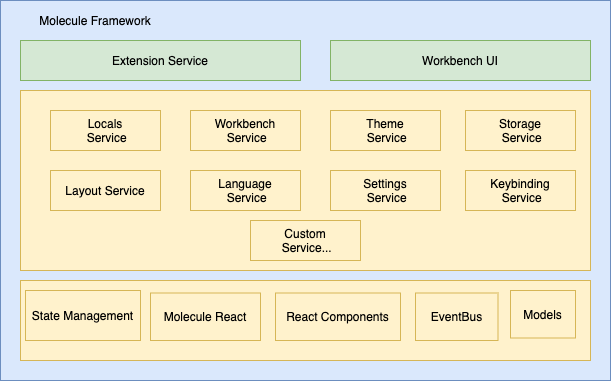 Molecule Framework
Extension Service
Workbench UI
Locals
Service
Workbench
Service
Theme
Service
Storage
Service
Layout Service
Language
Service
Settings
Service
Keybinding
Service
Custom
Service...
State Management
Molecule React
React Components
EventBus
Models